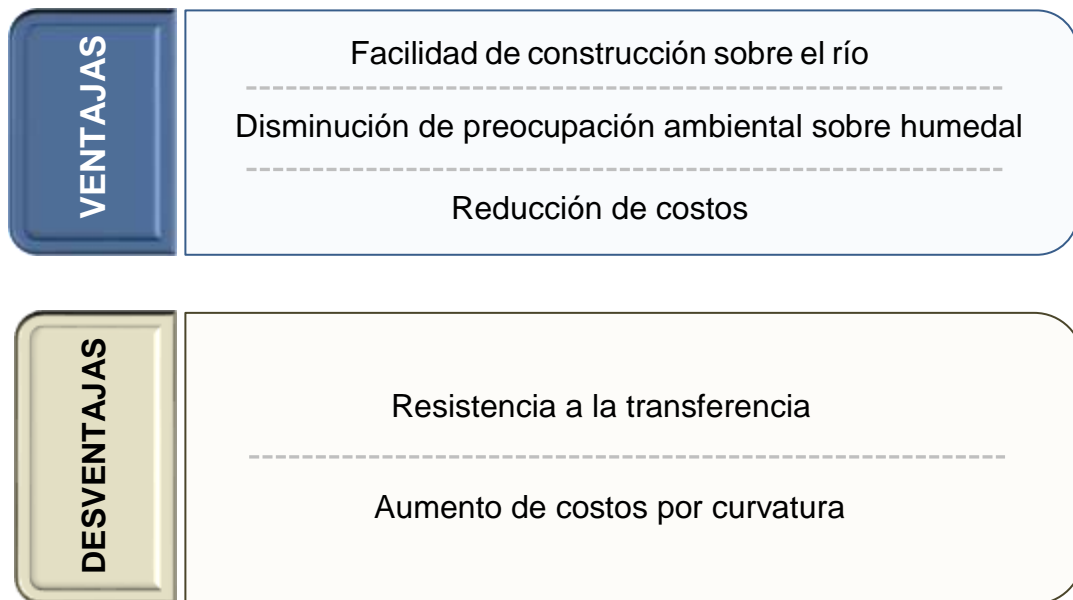 VENTAJAS
Facilidad de construcción sobre el río
Disminución de preocupación ambiental sobre humedal
Reducción de costos
DESVENTAJAS
Resistencia a la transferencia
Aumento de costos por curvatura